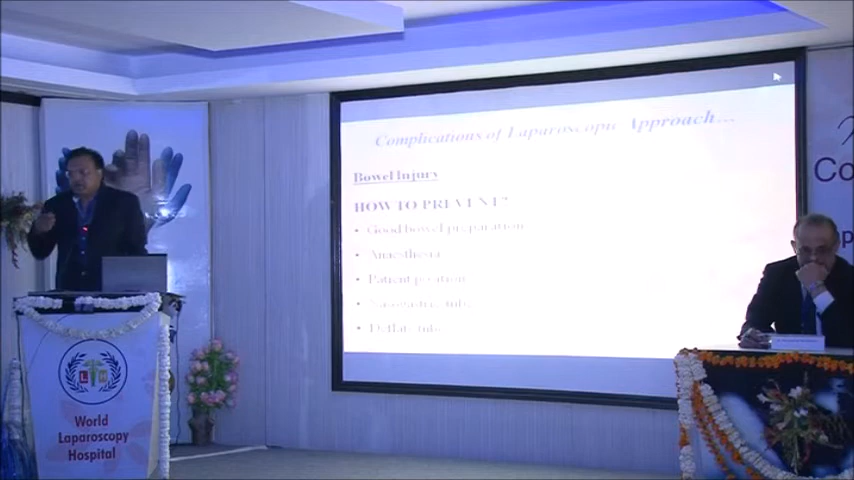 Complications of Laparoscopic Approach...
Bowel Injury
HOW TO PREVENT?
• Good bowel preparation
• Anaesthesia
• Patient position
• Nasogastric tube
• Deflate tube
L H
World
Laparoscopy
Hospital
Co
p